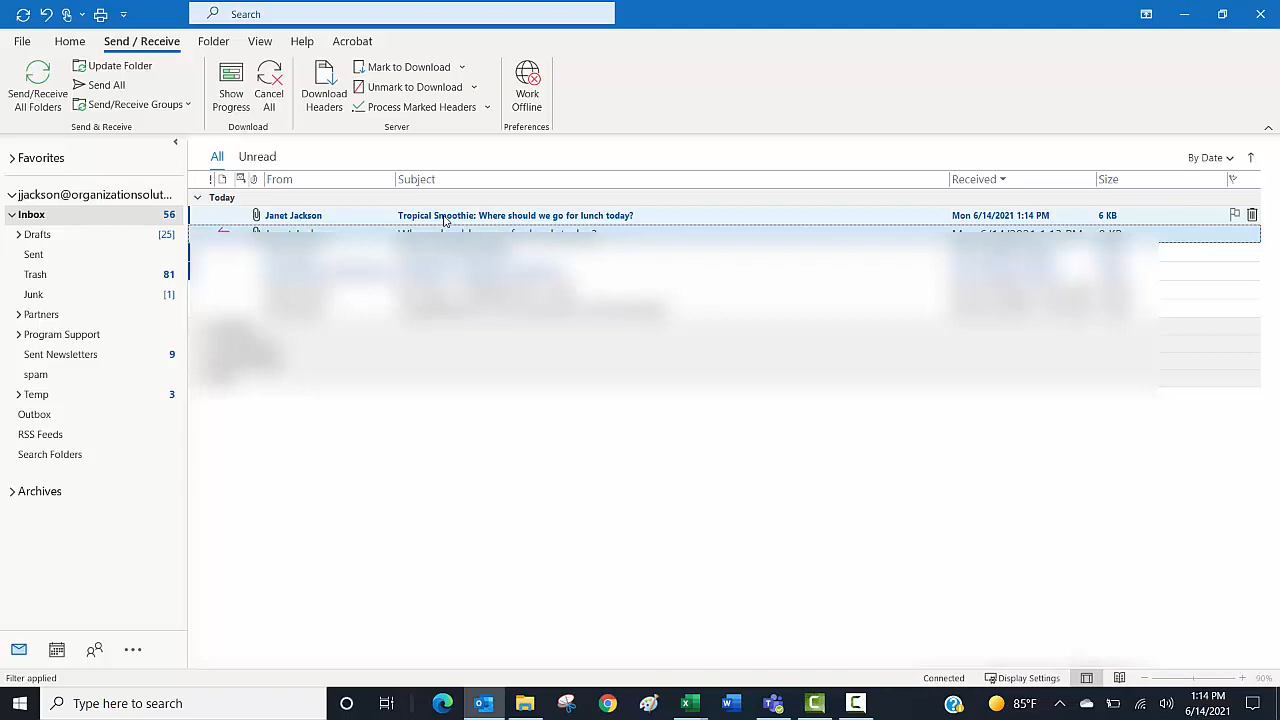 Search
File Home Send / Receive Folder View Help Acrobat
Send/Receive All Folders
Update Folder
Send All
Send/Receive Groups
Send & Receive
Show Progress
Cancel All
Download
Download Headers
Mark to Download
Unmark to Download
Process Marked Headers
Server
Work Offline
Preferences
Favorites
jjackson@organizationsolut...
Inbox 56
Drafts [25]
Sent
Trash 81
Junk [1]
Partners
Program Support
Sent Newsletters 9
spam
Temp 3
Outbox
RSS Feeds
Search Folders
Archives
All Unread By Date
From Subject Received Size
Today
Janet Jackson Tropical Smoothie: Where should we go for lunch today? Mon 6/14/2021 1:14 PM 6 KB
Filter applied Connected Display Settings 90%
Type here to search 85°F 1:14 PM
6/14/2021